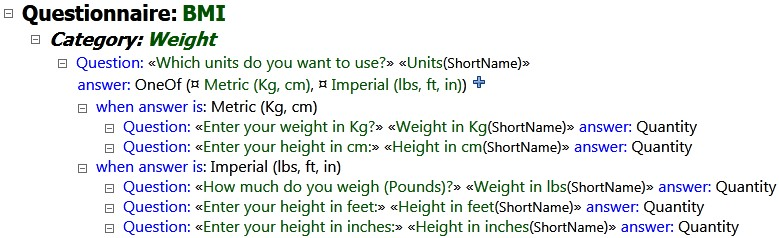 Questionnaire: BMI
Category: Weight
Question: «Which units do you want to use?» «Units(ShortName)»
answer: OneOf (¤ Metric (Kg, cm), ¤ Imperial (lbs, ft, in))
when answer is: Metric (Kg, cm)
Question: «Enter your weight in Kg?» «Weight in Kg(ShortName)» answer: Quantity
Question: «Enter your height in cm:» «Height in cm(ShortName)» answer: Quantity
when answer is: Imperial (lbs, ft, in)
Question: «How much do you weigh (Pounds)?» «Weight in lbs(ShortName)» answer: Quantity
Question: «Enter your height in feet:» «Height in feet(ShortName)» answer: Quantity
Question: «Enter your height in inches:» «Height in inches(ShortName)» answer: Quantity